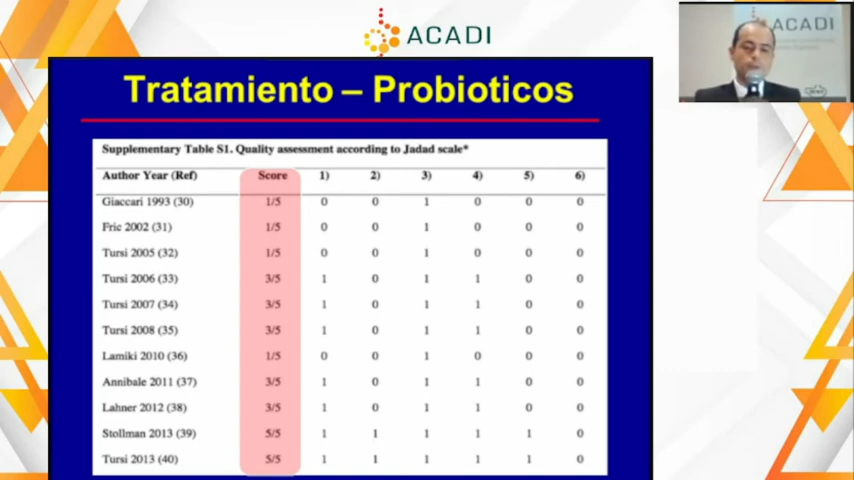 ACADI
ACADI
Tratamiento – Probioticos
Supplementary Table S1. Quality assessment according to Jadad scale*
Author Year (Ref) Score 1) 2) 3) 4) 5) 6)
Giaccari 1993 (30) 1/5 0 0 1 0 0 0
Fric 2002 (31) 1/5 0 0 1 0 0 0
Tursi 2005 (32) 1/5 0 0 1 0 0 0
Tursi 2006 (33) 3/5 1 0 1 1 0 0
Tursi 2007 (34) 3/5 1 0 1 1 0 0
Tursi 2008 (35) 3/5 1 0 1 1 0 0
Lamiki 2010 (36) 1/5 0 0 1 0 0 0
Annibale 2011 (37) 3/5 1 0 1 1 0 0
Lahner 2012 (38) 3/5 1 0 1 1 0 0
Stollman 2013 (39) 5/5 1 1 1 1 1 0
Tursi 2013 (40) 5/5 1 1 1 1 1 0